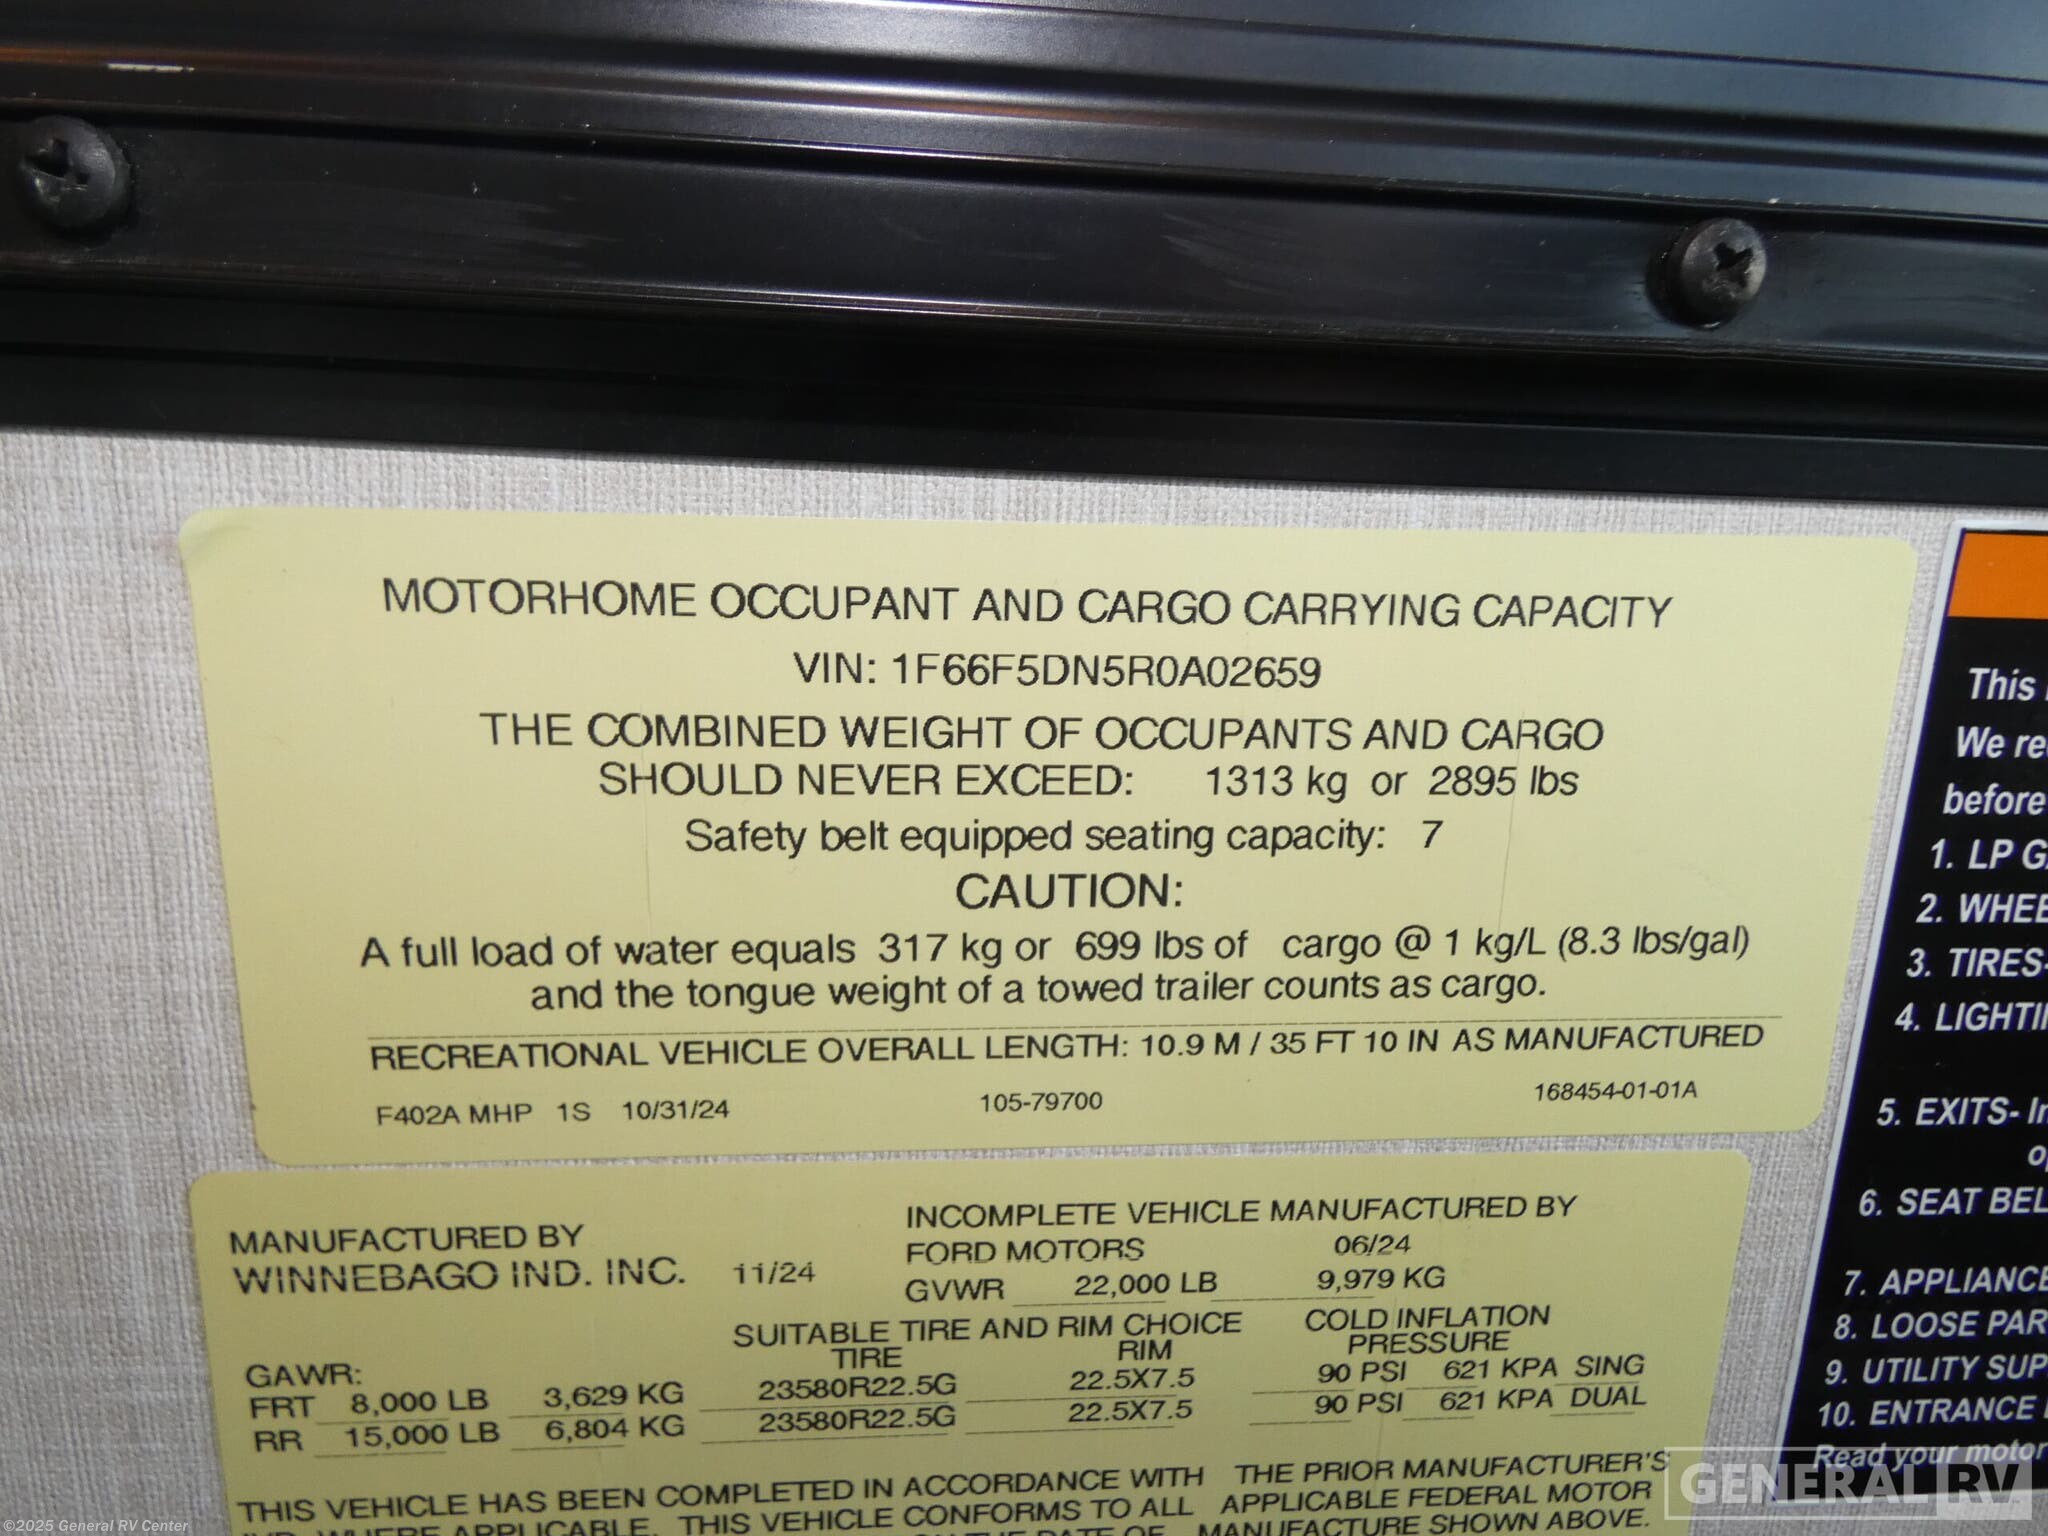 MOTORHOME OCCUPANT AND CARGO CARRYING CAPACITY
VIN: 1F66F5DN5R0A02659
THE COMBINED WEIGHT OF OCCUPANTS AND CARGO
SHOULD NEVER EXCEED: 1313 kg or 2895 lbs
Safety belt equipped seating capacity: 7
CAUTION:
A full load of water equals 317 kg or 699 lbs of cargo @ 1 kg/L (8.3 lbs/gal)
and the tongue weight of a towed trailer counts as cargo.
RECREATIONAL VEHICLE OVERALL LENGTH: 10.9 M / 35 FT 10 IN AS MANUFACTURED
F402A MHP 1S 10/31/24 105-79700 168454-01-01A
MANUFACTURED BY
WINNEBAGO IND. INC. 11/24
INCOMPLETE VEHICLE MANUFACTURED BY
FORD MOTORS 06/24
GVWR 22,000 LB 9,979 KG
SUITABLE TIRE AND RIM CHOICE
TIRE RIM
COLD INFLATION
PRESSURE
GAWR:
FRT 8,000 LB 3,629 KG 23580R22.5G 22.5X7.5 90 PSI 621 KPA SING
RR 15,000 LB 6,804 KG 23580R22.5G 22.5X7.5 90 PSI 621 KPA DUAL
THIS VEHICLE HAS BEEN COMPLETED IN ACCORDANCE WITH THE PRIOR MANUFACTURER'S
WHERE APPLICABLE. THIS VEHICLE CONFORMS TO ALL APPLICABLE FEDERAL MOTOR
DATE OF MANUFACTURE SHOWN ABOVE.
This
We
before
1. LP
2.
3. TIRES-
4.
5. EXITS-
6. SEAT
7.
8. LOOSE
9. UTILITY
10. ENTRANCE
Read your
GENERAL RV
©2025 General RV Center